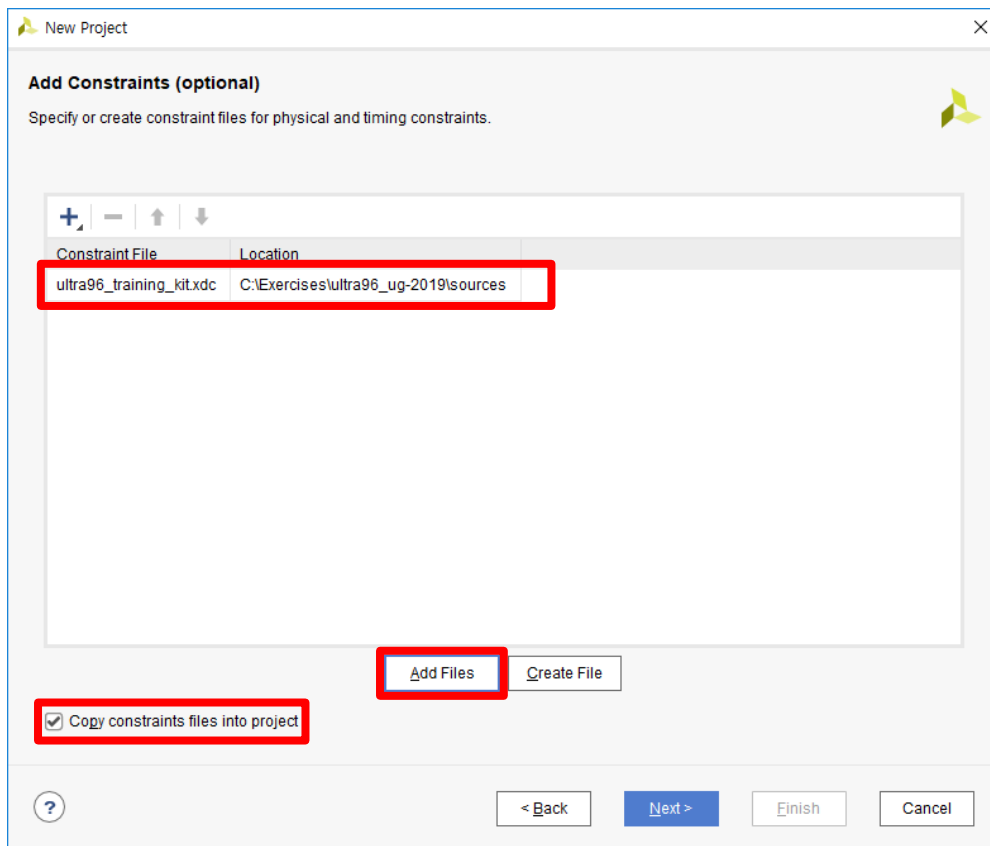 New Project
Add Constraints (optional)
Specify or create constraint files for physical and timing constraints.
Constraint File Location
ultra96_training_kit.xdc C:\Exercises\ultra96_ug-2019\sources
Add Files Create File
Copy constraints files into project
? < Back Next > Finish Cancel